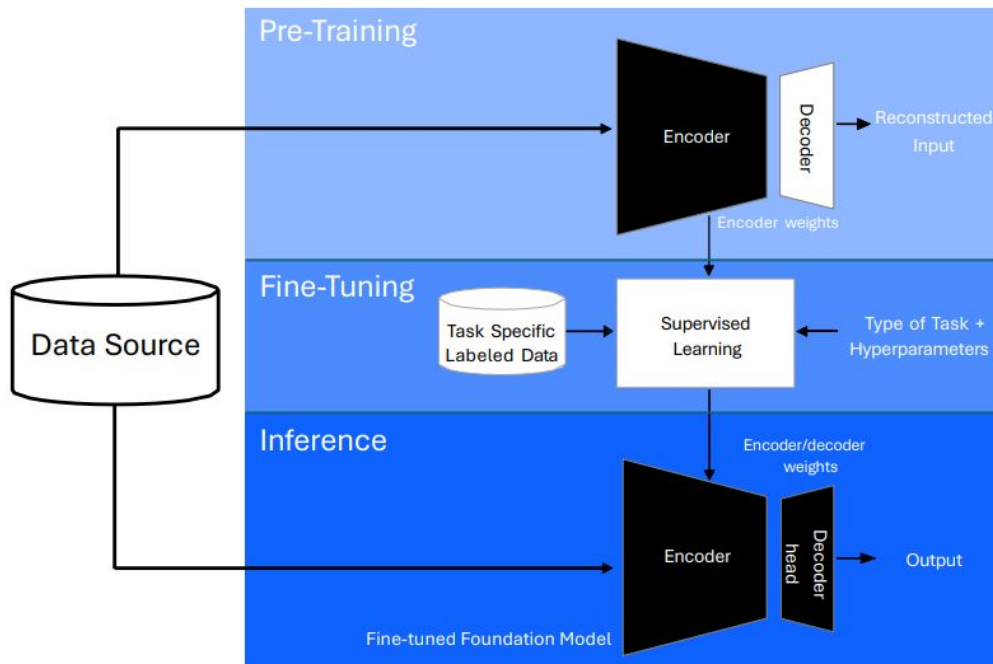 Pre-Training
Encoder
Decoder
Reconstructed
Input
Encoder weights
Data Source
Fine-Tuning
Task Specific
Labeled Data
Supervised
Learning
Type of Task +
Hyperparameters
Inference
Encoder/decoder
weights
Encoder
Decoder
head
Output
Fine-tuned Foundation Model